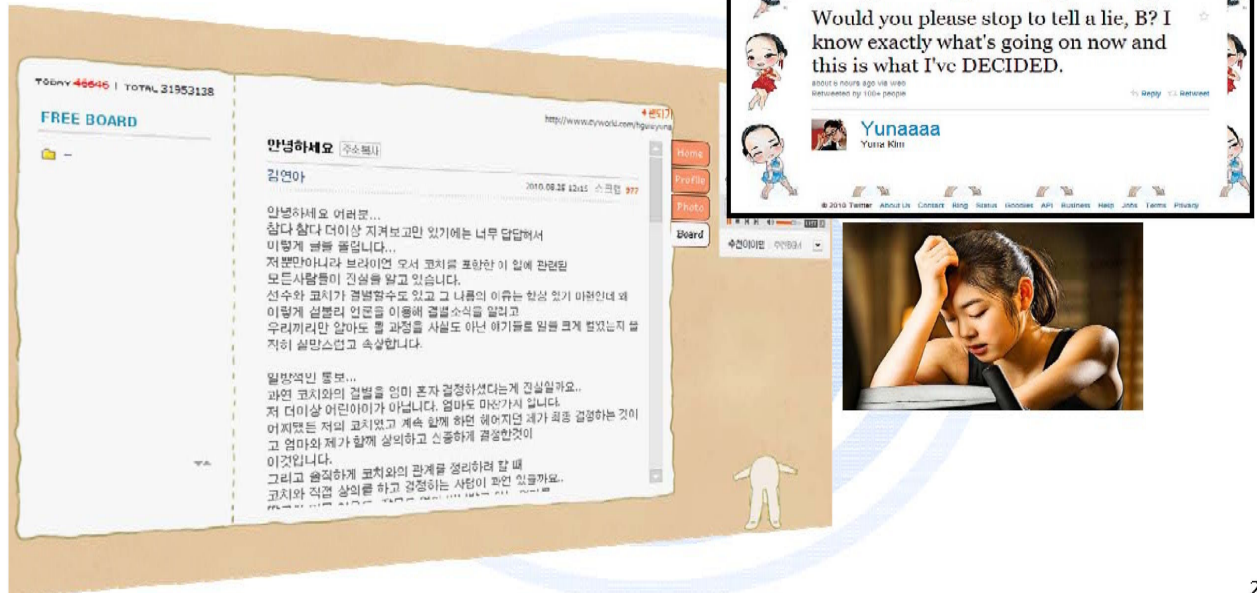 TODAY 46646 | TOTAL 31953138
FREE BOARD
안녕하세요 주소복사
김연아
2010.08.25 12:15 스크랩 977
안녕하세요 여러분...
참다 참다 더이상 지켜보고만 있기에는 너무 답답해서
이렇게 글을 올립니다...
저 뿐만아니라 브라이언 오서 코치를 포함한 이 일에 관련된
모든사람들이 진실을 알고 있습니다.
선수와 코치가 결별할수도 있고 그 나름의 이유는 항상 있기 마련인데 왜
이렇게 섣불리 언론을 이용해 결별소식을 알리고
우리끼리만 알아도 될 과정을 사실도 아닌 얘기들로 일을 크게 벌였는지 솔
직히 실망스럽고 속상합니다.
일방적인 통보...
과연 코치와의 결별을 엄마 혼자 결정하셨다는게 진실일까요..
저 더이상 어린아이가 아닙니다. 엄마도 마찬가지 입니다.
어찌됐든 저의 코치였고 계속 함께 하던 헤어지던 제가 최종 결정하는 것이
고 엄마와 제가 함께 상의하고 신중하게 결정한것이
이것입니다.
그리고 솔직하게 코치와의 관계를 정리하려 할 때
코치와 직접 상의를 하고 결정하는 사람이 과연 있을까요..
Home
Profile
Photo
Board
Would you please stop to tell a lie, B? I
know exactly what's going on now and
this is what I've DECIDED.
about 6 hours ago via web
Retweeted by 100+ people
Reply Retweet
Yunaaaa
Yuna Kim
© 2010 Twitter About Us Contact Blog Status Goodies API Business Help Jobs Terms Privacy